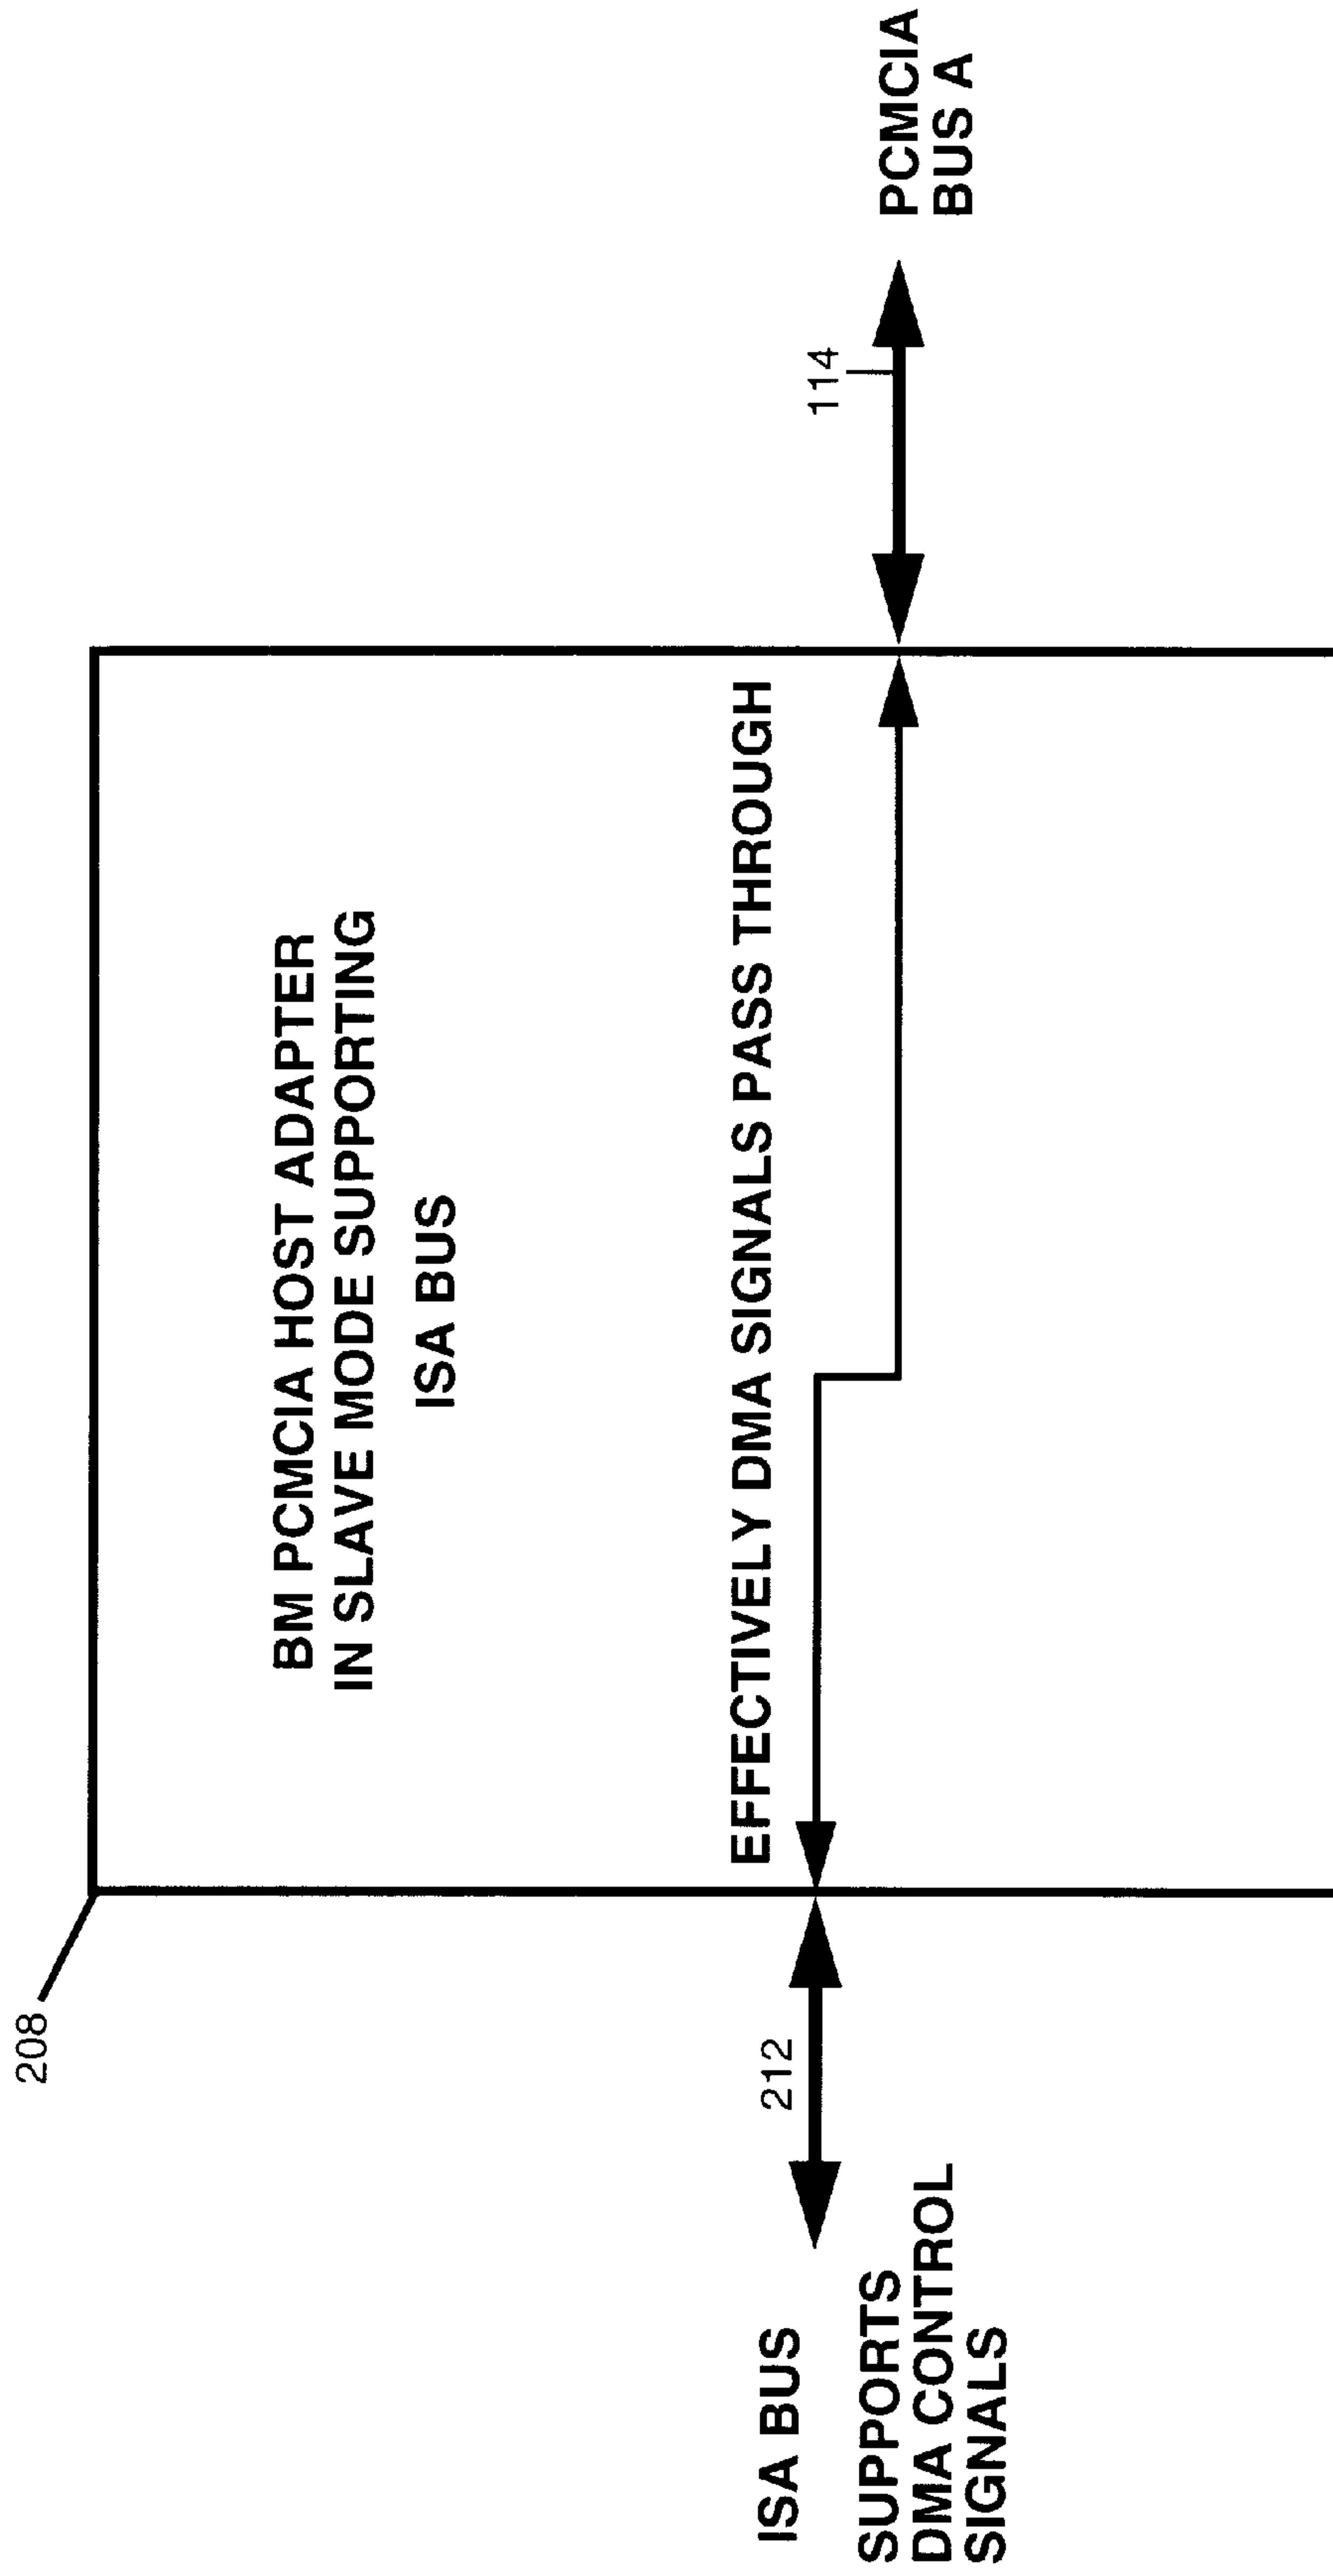 208
BM PCMCIA HOST ADAPTER
IN SLAVE MODE SUPPORTING
ISA BUS
EFFECTIVELY DMA SIGNALS PASS THROUGH
ISA BUS
212
SUPPORTS
DMA CONTROL
SIGNALS
114
PCMCIA
BUS A